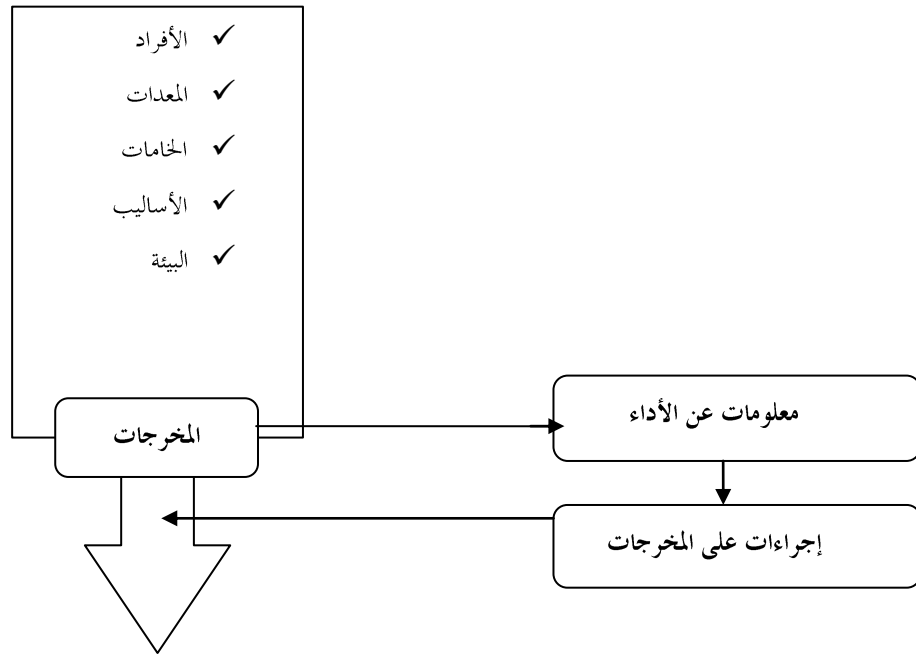 ✓ الأفراد
✓ المعدات
✓ الخامات
✓ الأساليب
✓ البيئة
المخرجات
معلومات عن الأداء
إجراءات على المخرجات